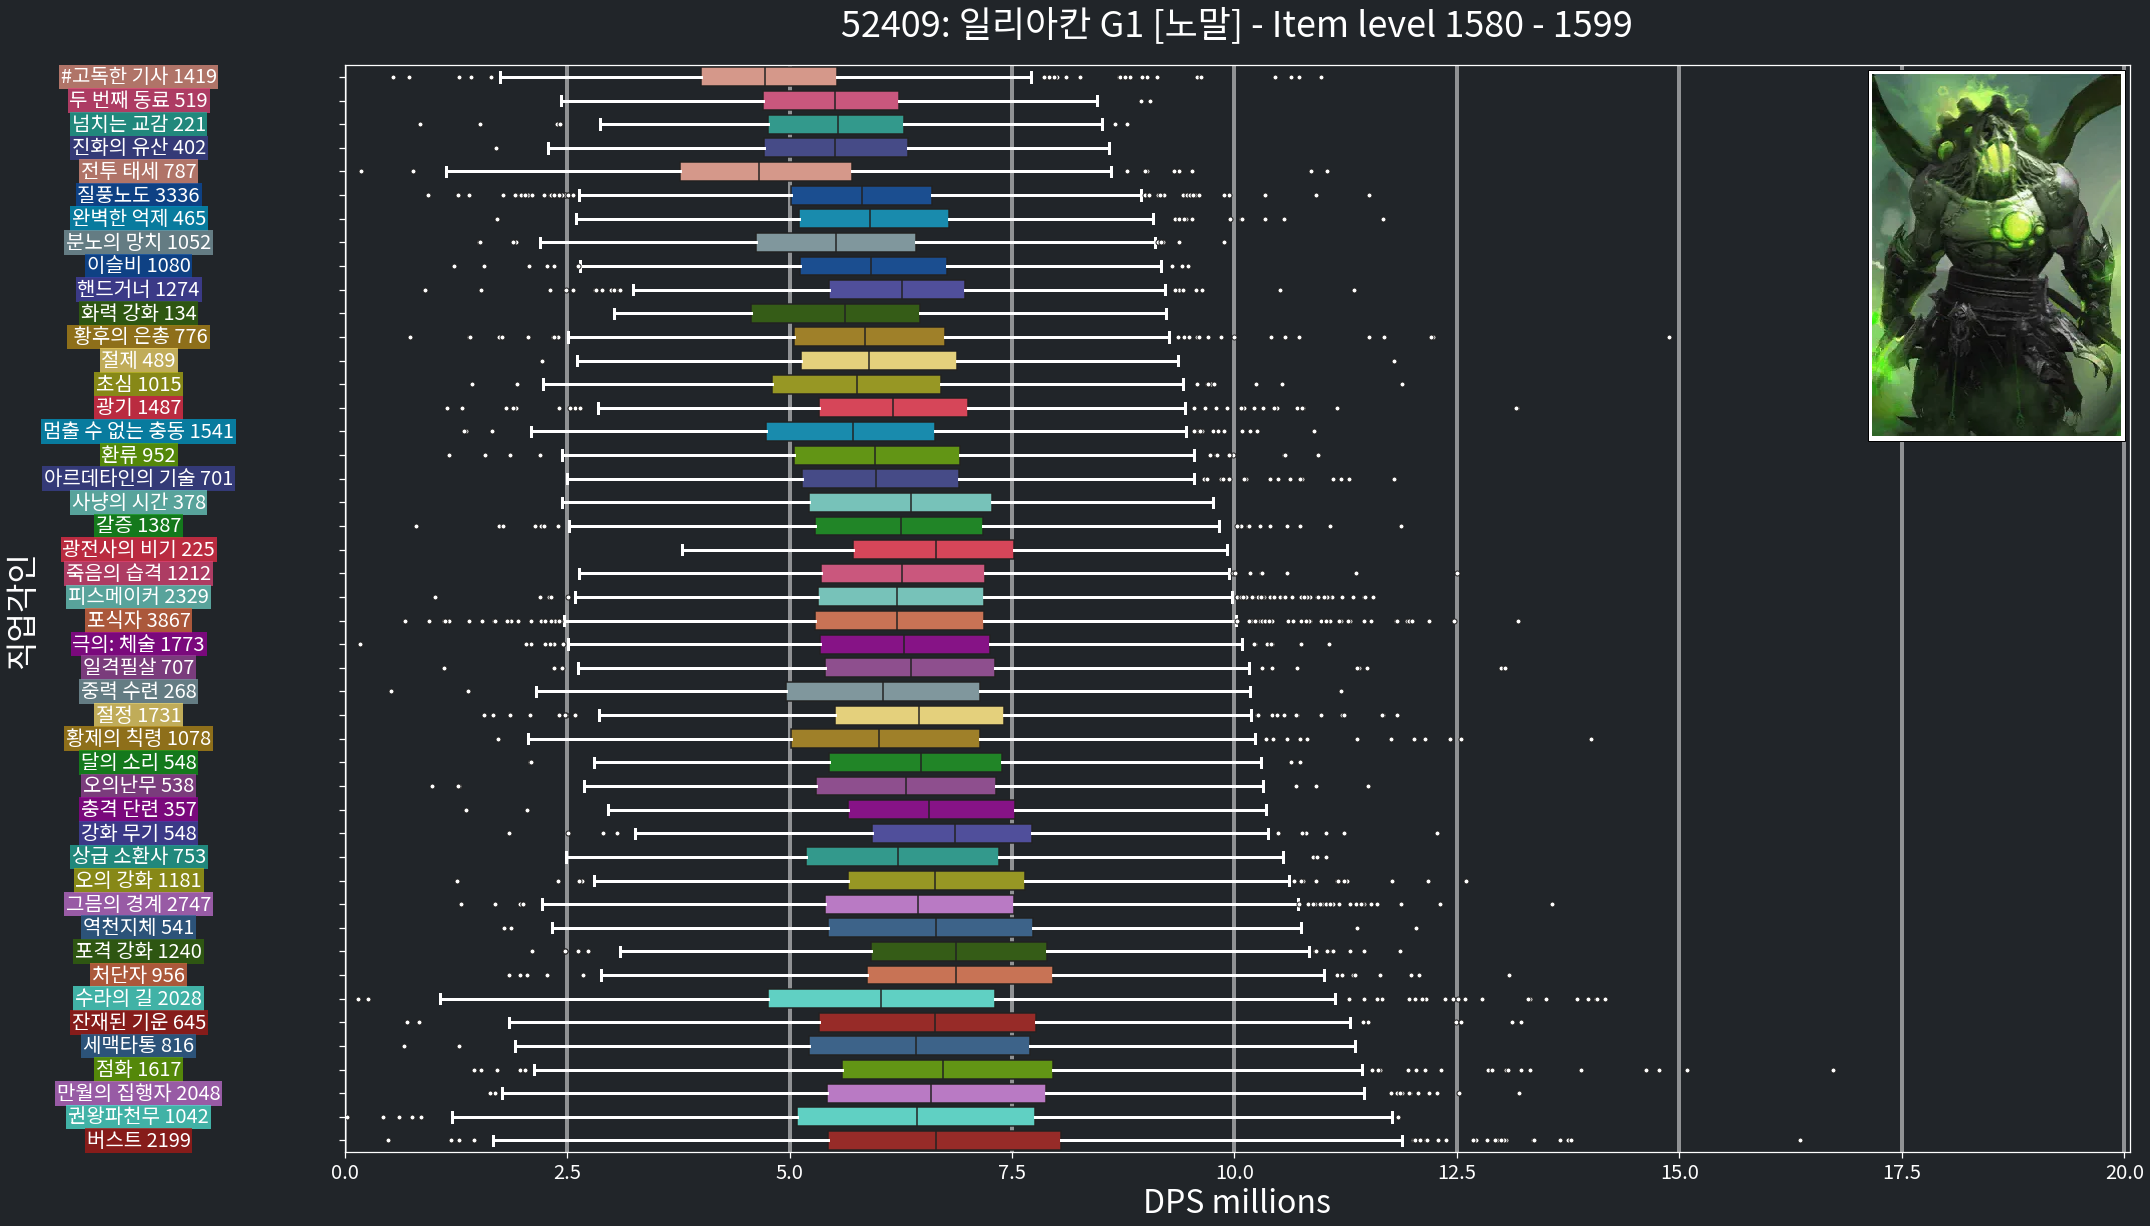 52409: 일리아칸 G1 [노말] - Item level 1580 - 1599
#고독한 기사 1419
두 번째 동료 519
넘치는 교감 221
진화의 유산 402
전투 태세 787
질풍노도 3336
완벽한 억제 465
분노의 망치 1052
이슬비 1080
핸드거너 1274
화력 강화 134
황후의 은총 776
절제 489
초심 1015
광기 1487
멈출 수 없는 충동 1541
환류 952
아르데타인의 기술 701
사냥의 시간 378
갈증 1387
광전사의 비기 225
죽음의 습격 1212
피스메이커 2329
포식자 3867
극의: 체술 1773
일격필살 707
중력 수련 268
절정 1731
황제의 칙령 1078
달의 소리 548
오의난무 538
충격 단련 357
강화 무기 548
상급 소환사 753
오의 강화 1181
그믐의 경계 2747
역천지체 541
포격 강화 1240
처단자 956
수라의 길 2028
잔재된 기운 645
세맥타통 816
점화 1617
만월의 집행자 2048
권왕파천무 1042
버스트 2199
직업각인
0.0 2.5 5.0 7.5 10.0 12.5 15.0 17.5 20.0
DPS millions